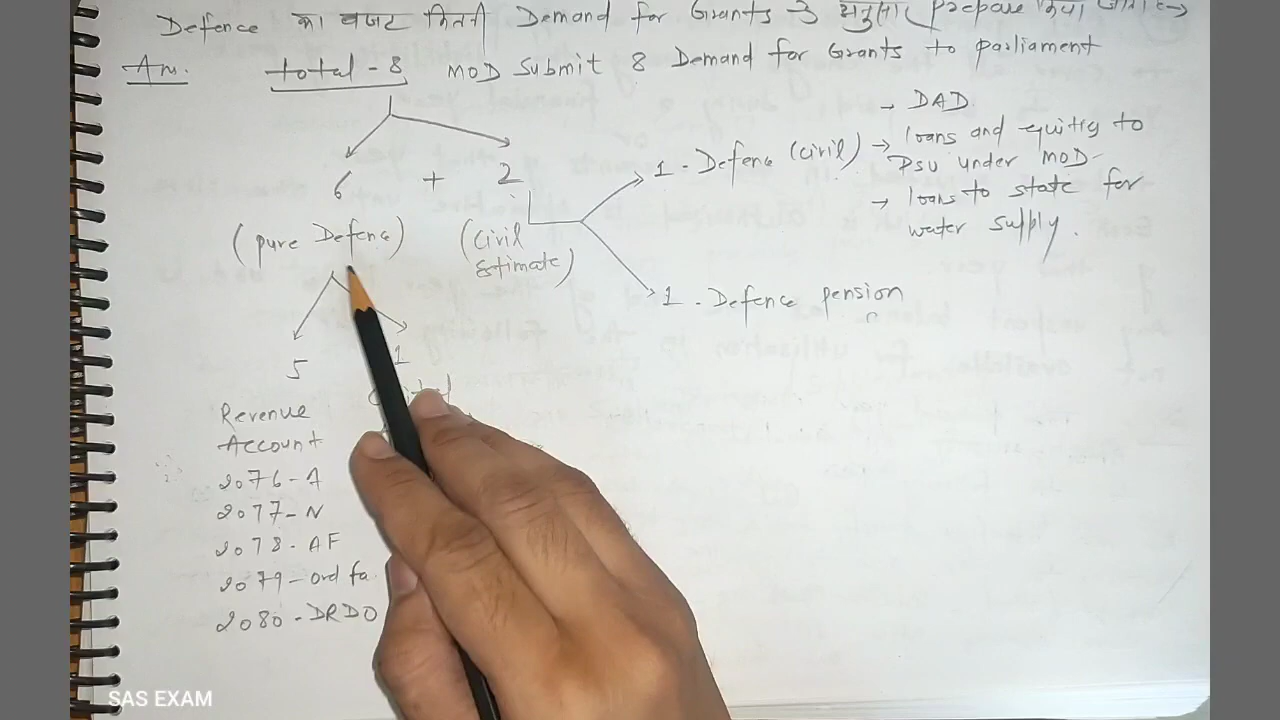 Defence का बजट कितनी Demand for Grants के अनुसार prepare किया जाता है
Am. total - 8 MOD submit 8 Demand for Grants to parliament
6 + 2
(pure Defence)
(Civil Estimate)
1 - Defence (civil)
→ DAD
→ loans and equity to
PSU under MOD-
→ loans to state for
water supply.
1 - Defence pension
5
1
Revenue
Account
2076 - A
2077 - N
2078 - AF
2079 - ord fa
2080 - DRDO
SAS EXAM